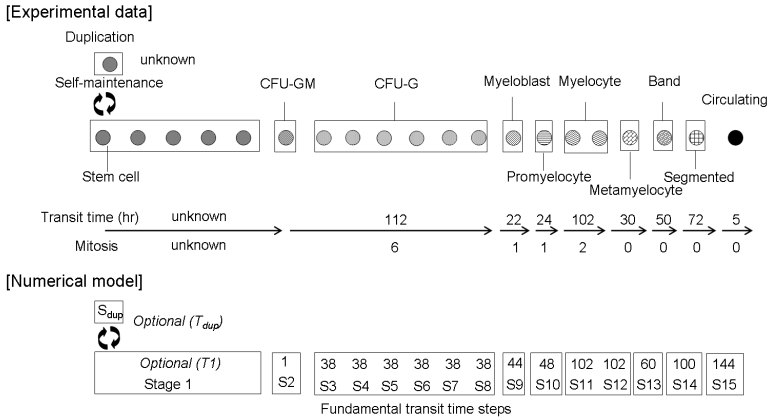 [Experimental data]
Duplication
unknown
Self-maintenance
CFU-GM
CFU-G
Myeloblast
Myelocyte
Band
Circulating
Stem cell
Promyelocyte
Metamyelocyte
Segmented
Transit time (hr) unknown 112 22 24 102 30 50 72 5
Mitosis unknown 6 1 1 2 0 0 0 0
[Numerical model]
Sdup
Optional (Tdup)
Optional (T1) 1 38 38 38 38 38 38 44 48 102 102 60 100 144
Stage 1 S2 S3 S4 S5 S6 S7 S8 S9 S10 S11 S12 S13 S14 S15
Fundamental transit time steps